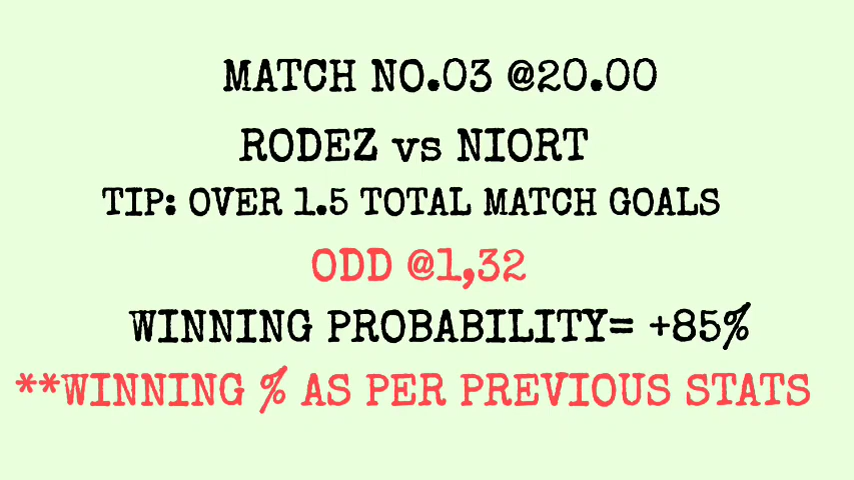 MATCH NO.03 @20.00
RODEZ vs NIORT
TIP: OVER 1.5 TOTAL MATCH GOALS
ODD @1,32
WINNING PROBABILITY= +85%
**WINNING % AS PER PREVIOUS STATS